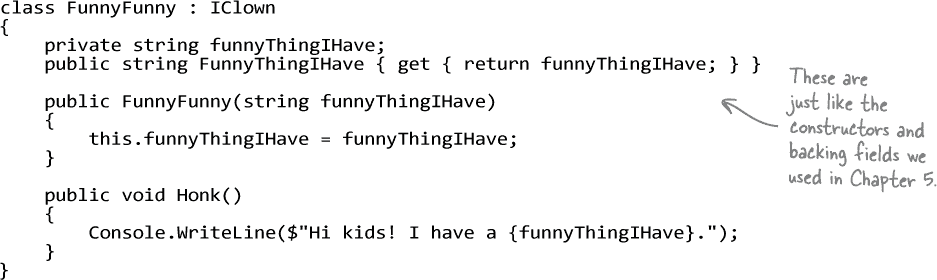 class FunnyFunny : IClown
{
    private string funnyThingIHave;
    public string FunnyThingIHave { get { return funnyThingIHave; } }

    public FunnyFunny(string funnyThingIHave)
    {
        this.funnyThingIHave = funnyThingIHave;
    }

    public void Honk()
    {
        Console.WriteLine($"Hi kids! I have a {funnyThingIHave}.");
    }
}
These are
just like the
constructors and
backing fields we
used in Chapter 5.